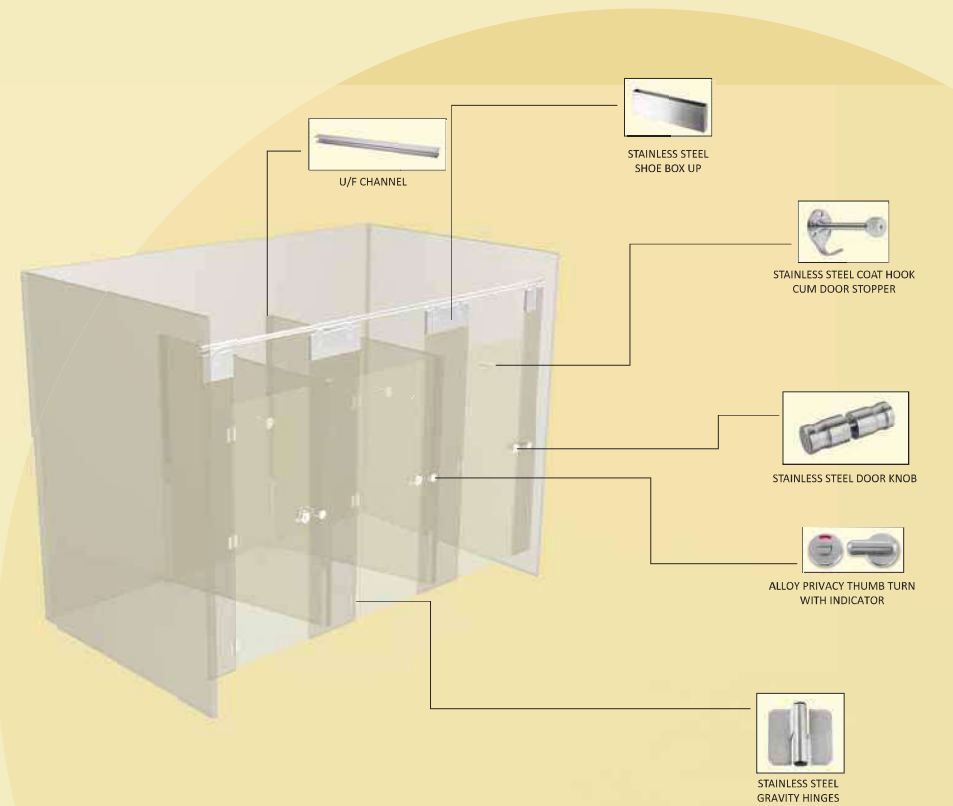 STAINLESS STEEL
SHOE BOX UP
U/F CHANNEL
STAINLESS STEEL COAT HOOK
CUM DOOR STOPPER
STAINLESS STEEL DOOR KNOB
ALLOY PRIVACY THUMB TURN
WITH INDICATOR
STAINLESS STEEL
GRAVITY HINGES